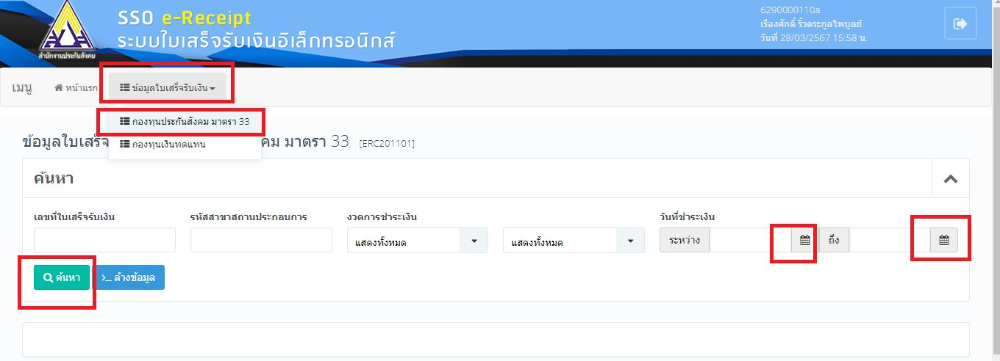 SSO e-Receipt
ระบบใบเสร็จรับเงินอิเล็กทรอนิกส์
สำนักงานประกันสังคม
6290000110a
เรืองศักดิ์ ริ้วตระกูลไพบูลย์
วันที่ 28/03/2567 15:58 น.
เมนู หน้าแรก ข้อมูลใบเสร็จรับเงิน
กองทุนประกันสังคม มาตรา 33
กองทุนเงินทดแทน
ข้อมูลใบเสร็จ คม มาตรา 33 [ERC201101]
ค้นหา
เลขที่ใบเสร็จรับเงิน รหัสสาขาสถานประกอบการ งวดการชำระเงิน วันที่ชำระเงิน
แสดงทั้งหมด แสดงทั้งหมด ระหว่าง ถึง
ค้นหา ล้างข้อมูล